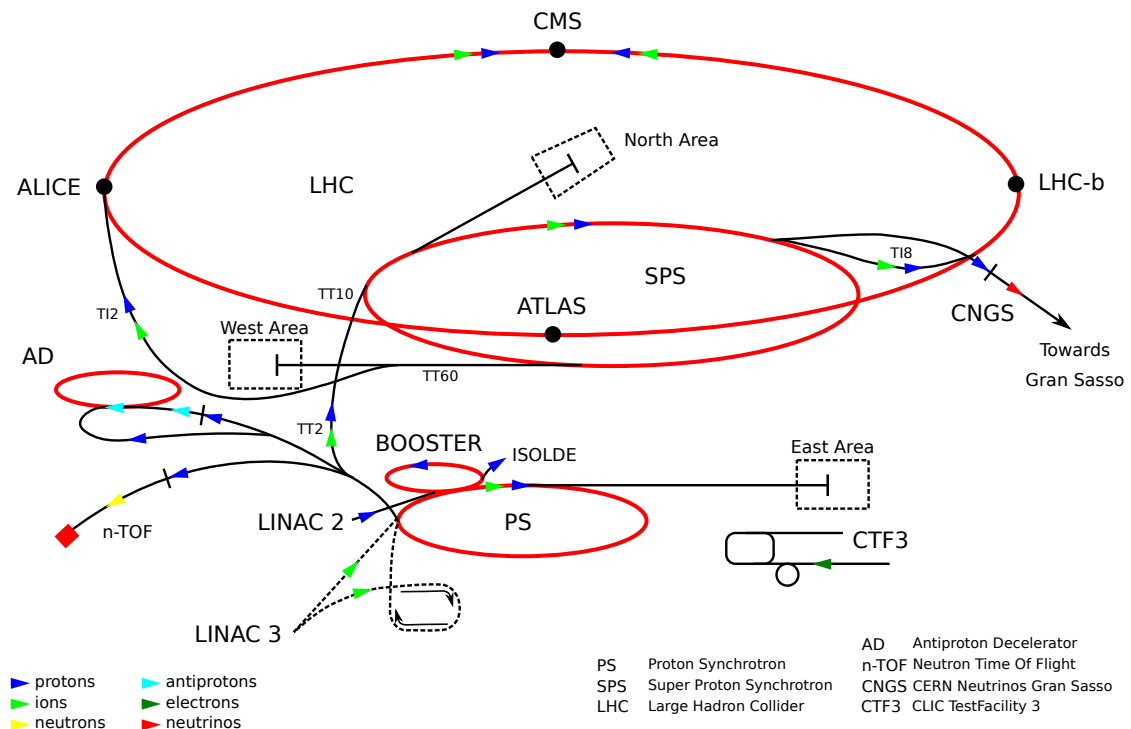 CMS
North Area
ALICE
LHC
LHC-b
TI8
SPS
TT10
ATLAS
CNGS
TI2
West Area
Towards
Gran Sasso
AD
TT60
TT2
BOOSTER
ISOLDE
East Area
LINAC 2
PS
n-TOF
CTF3
LINAC 3
protons
ions
neutrons
antiprotons
electrons
neutrinos
PS Proton Synchrotron
SPS Super Proton Synchrotron
LHC Large Hadron Collider
AD Antiproton Decelerator
n-TOF Neutron Time Of Flight
CNGS CERN Neutrinos Gran Sasso
CTF3 CLIC TestFacility 3